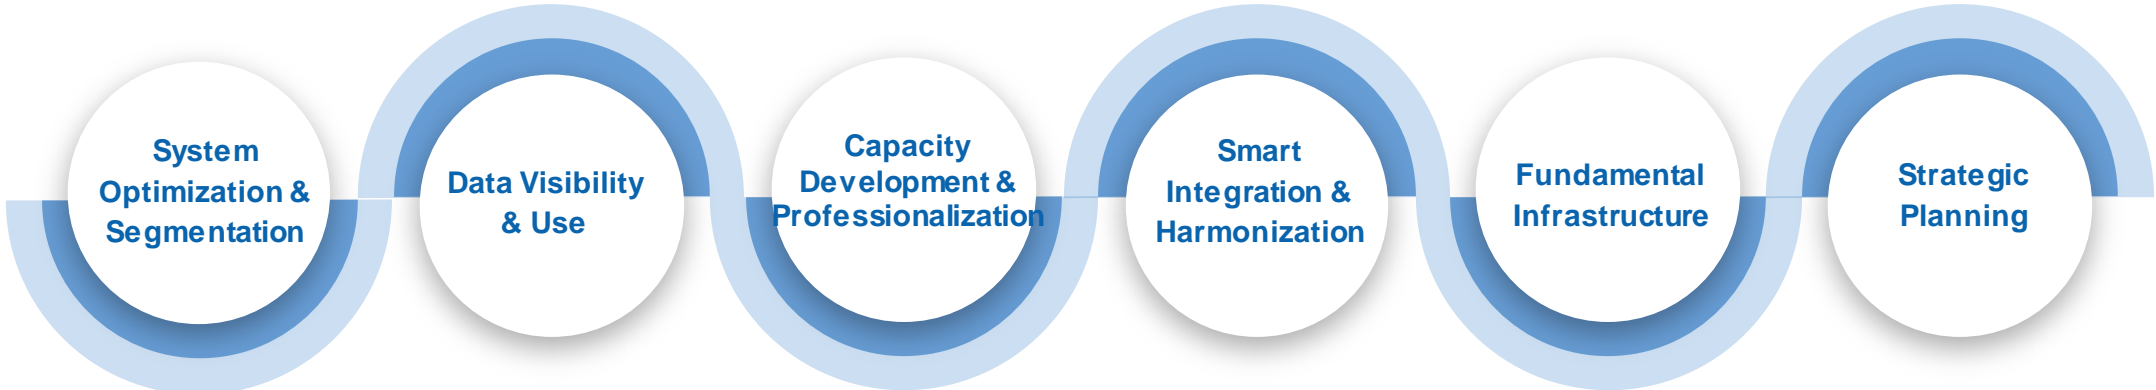 System
Optimization &
Segmentation
Data Visibility
& Use
Capacity
Development &
Professionalization
Smart
Integration &
Harmonization
Fundamental
Infrastructure
Strategic
Planning